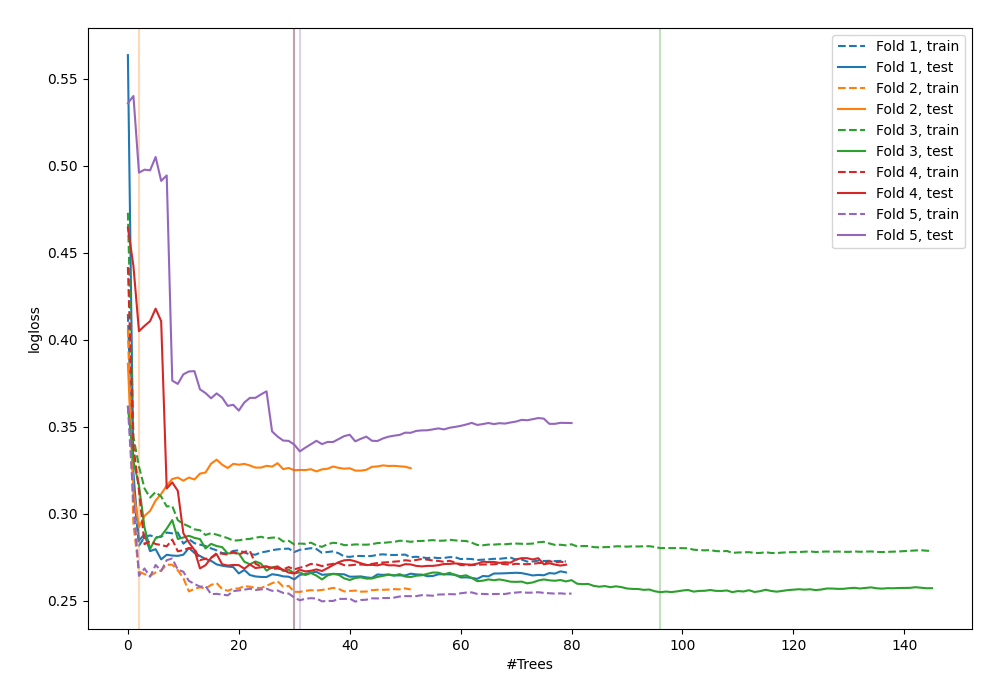 0.55
0.50
0.45
0.40
0.35
0.30
0.25
logloss
0 20 40 60 80 100 120 140
#Trees
Fold 1, train
Fold 1, test
Fold 2, train
Fold 2, test
Fold 3, train
Fold 3, test
Fold 4, train
Fold 4, test
Fold 5, train
Fold 5, test